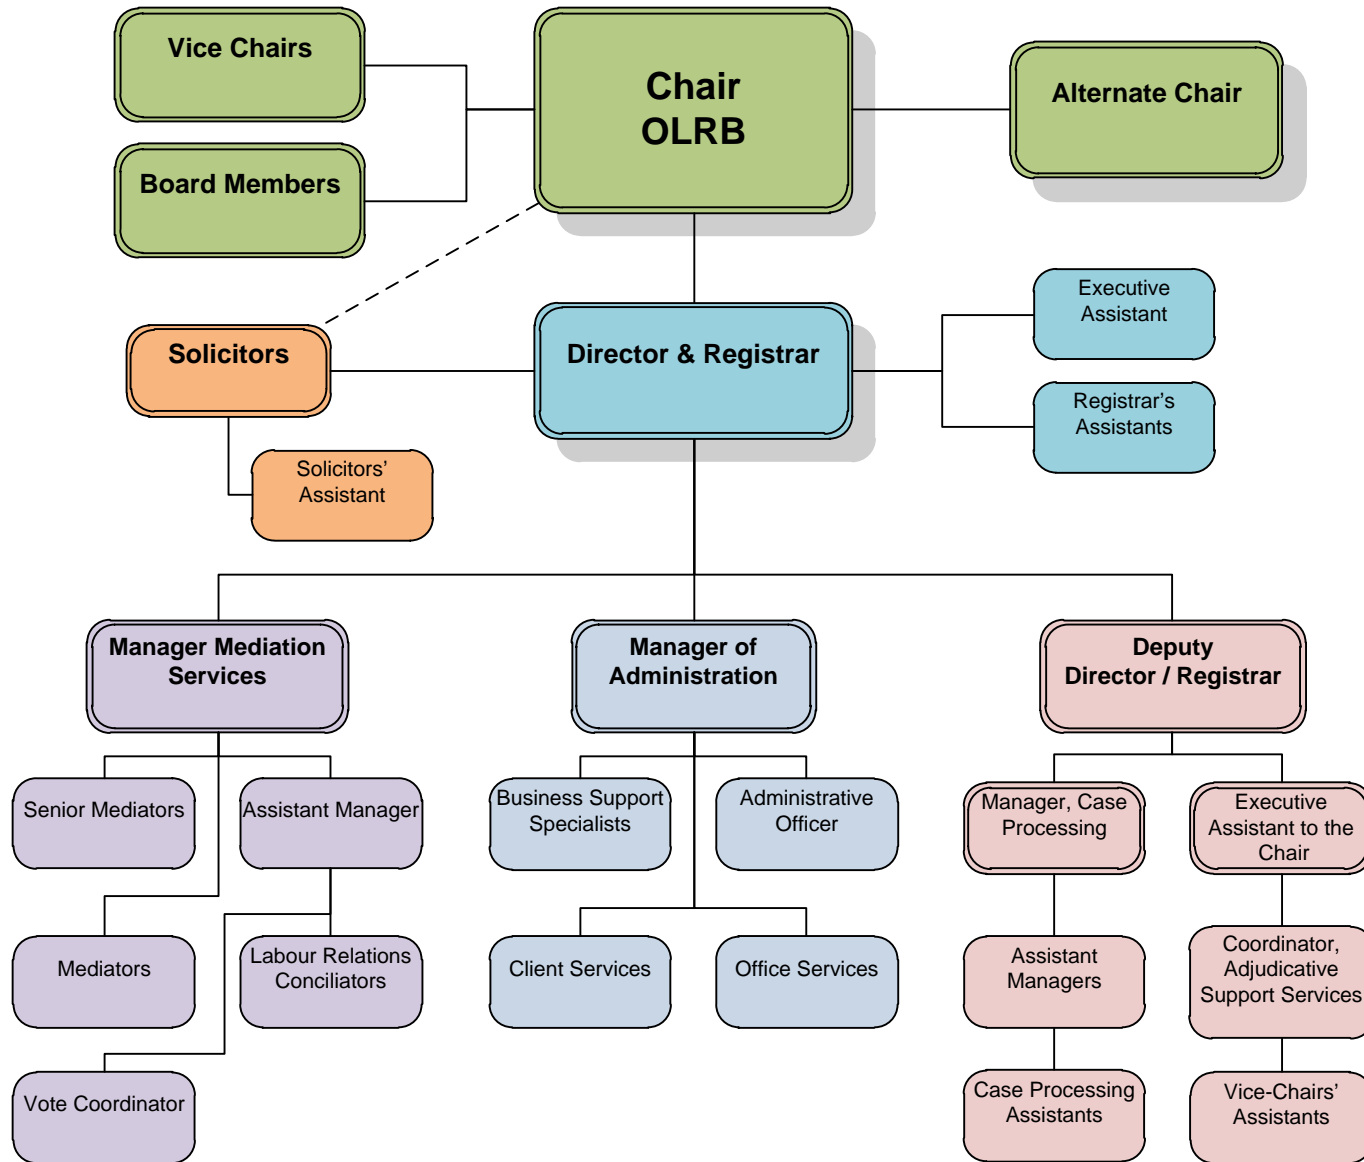 Vice Chairs
Chair
OLRB
Alternate Chair
Board Members
Executive
Assistant
Solicitors
Director & Registrar
Registrar’s
Assistants
Solicitors’
Assistant
Manager Mediation
Services
Manager of
Administration
Deputy
Director / Registrar
Senior Mediators
Assistant Manager
Business Support
Specialists
Administrative
Officer
Manager, Case
Processing
Executive
Assistant to the
Chair
Mediators
Labour Relations
Conciliators
Client Services
Office Services
Assistant
Managers
Coordinator,
Adjudicative
Support Services
Vote Coordinator
Case Processing
Assistants
Vice-Chairs’
Assistants